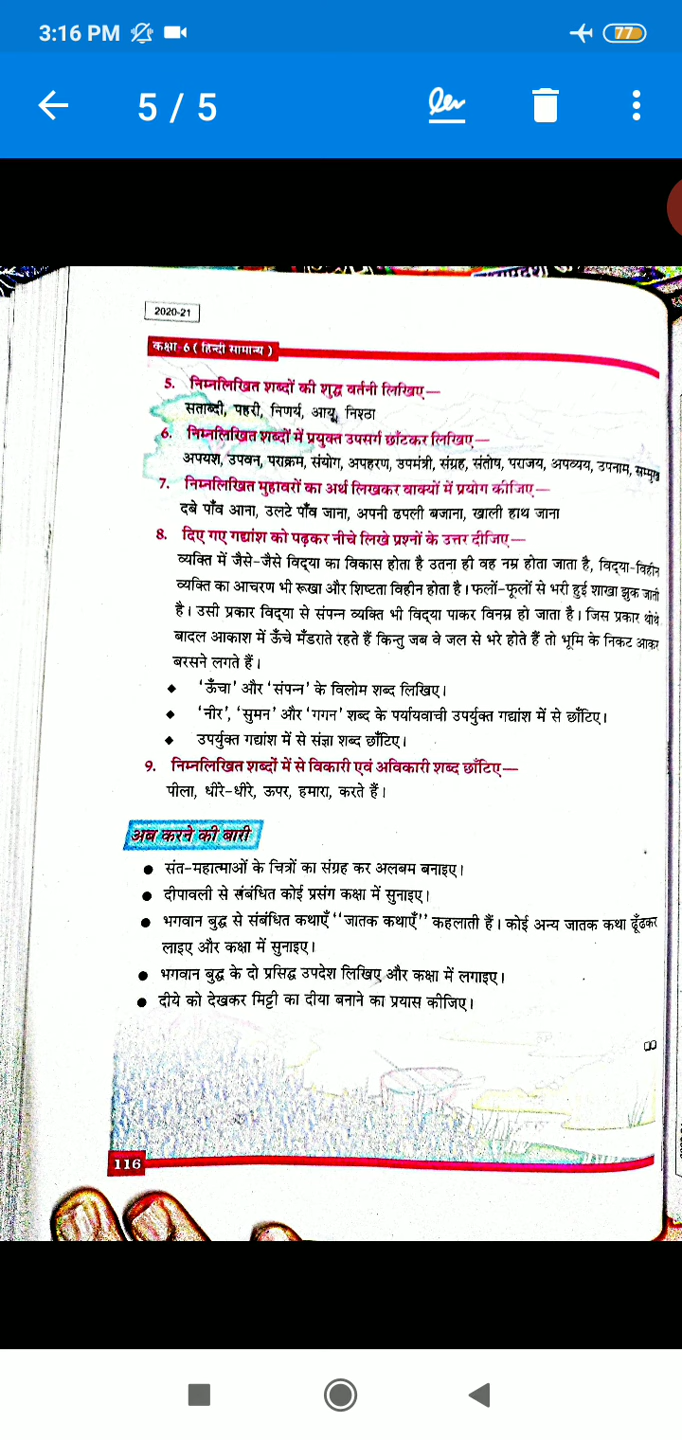 3:16 PM
77
5 / 5
2020-21
कक्षा-6 ( हिन्दी सामान्य )
5. निम्नलिखित शब्दों की शुद्ध वर्तनी लिखिए—
सताब्दी, पहरी, निणर्य, आयू, निश्ठा
6. निम्नलिखित शब्दों में प्रयुक्त उपसर्ग छाँटकर लिखिए—
अपयश, उपवन, पराक्रम, संयोग, अपहरण, उपमंत्री, संग्रह, संतोष, पराजय, अपव्यय, उपनाम, सम्मुख
7. निम्नलिखित मुहावरों का अर्थ लिखकर वाक्यों में प्रयोग कीजिए—
दबे पाँव आना, उलटे पाँव जाना, अपनी ढपली बजाना, खाली हाथ जाना
8. दिए गए गद्यांश को पढ़कर नीचे लिखे प्रश्नों के उत्तर दीजिए—
व्यक्ति में जैसे-जैसे विद्या का विकास होता है उतना ही वह नम्र होता जाता है, विद्या-विहीन
व्यक्ति का आचरण भी रूखा और शिष्टता विहीन होता है। फलों-फूलों से भरी हुई शाखा झुक जाती
है। उसी प्रकार विद्या से संपन्न व्यक्ति भी विद्या पाकर विनम्र हो जाता है। जिस प्रकार थोथे
बादल आकाश में ऊँचे मँडराते रहते हैं किन्तु जब वे जल से भरे होते हैं तो भूमि के निकट आकर
बरसने लगते हैं।
◆ 'ऊँचा' और 'संपन्न' के विलोम शब्द लिखिए।
◆ 'नीर', 'सुमन' और 'गगन' शब्द के पर्यायवाची उपर्युक्त गद्यांश में से छाँटिए।
◆ उपर्युक्त गद्यांश में से संज्ञा शब्द छाँटिए।
9. निम्नलिखित शब्दों में से विकारी एवं अविकारी शब्द छाँटिए—
पीला, धीरे-धीरे, ऊपर, हमारा, करते हैं।
अब करने की बारी
● संत-महात्माओं के चित्रों का संग्रह कर अलबम बनाइए।
● दीपावली से संबंधित कोई प्रसंग कक्षा में सुनाइए।
● भगवान बुद्ध से संबंधित कथाएँ ''जातक कथाएँ'' कहलाती हैं। कोई अन्य जातक कथा ढूँढकर
लाइए और कक्षा में सुनाइए।
● भगवान बुद्ध के दो प्रसिद्ध उपदेश लिखिए और कक्षा में लगाइए।
● दीये को देखकर मिट्टी का दीया बनाने का प्रयास कीजिए।
116